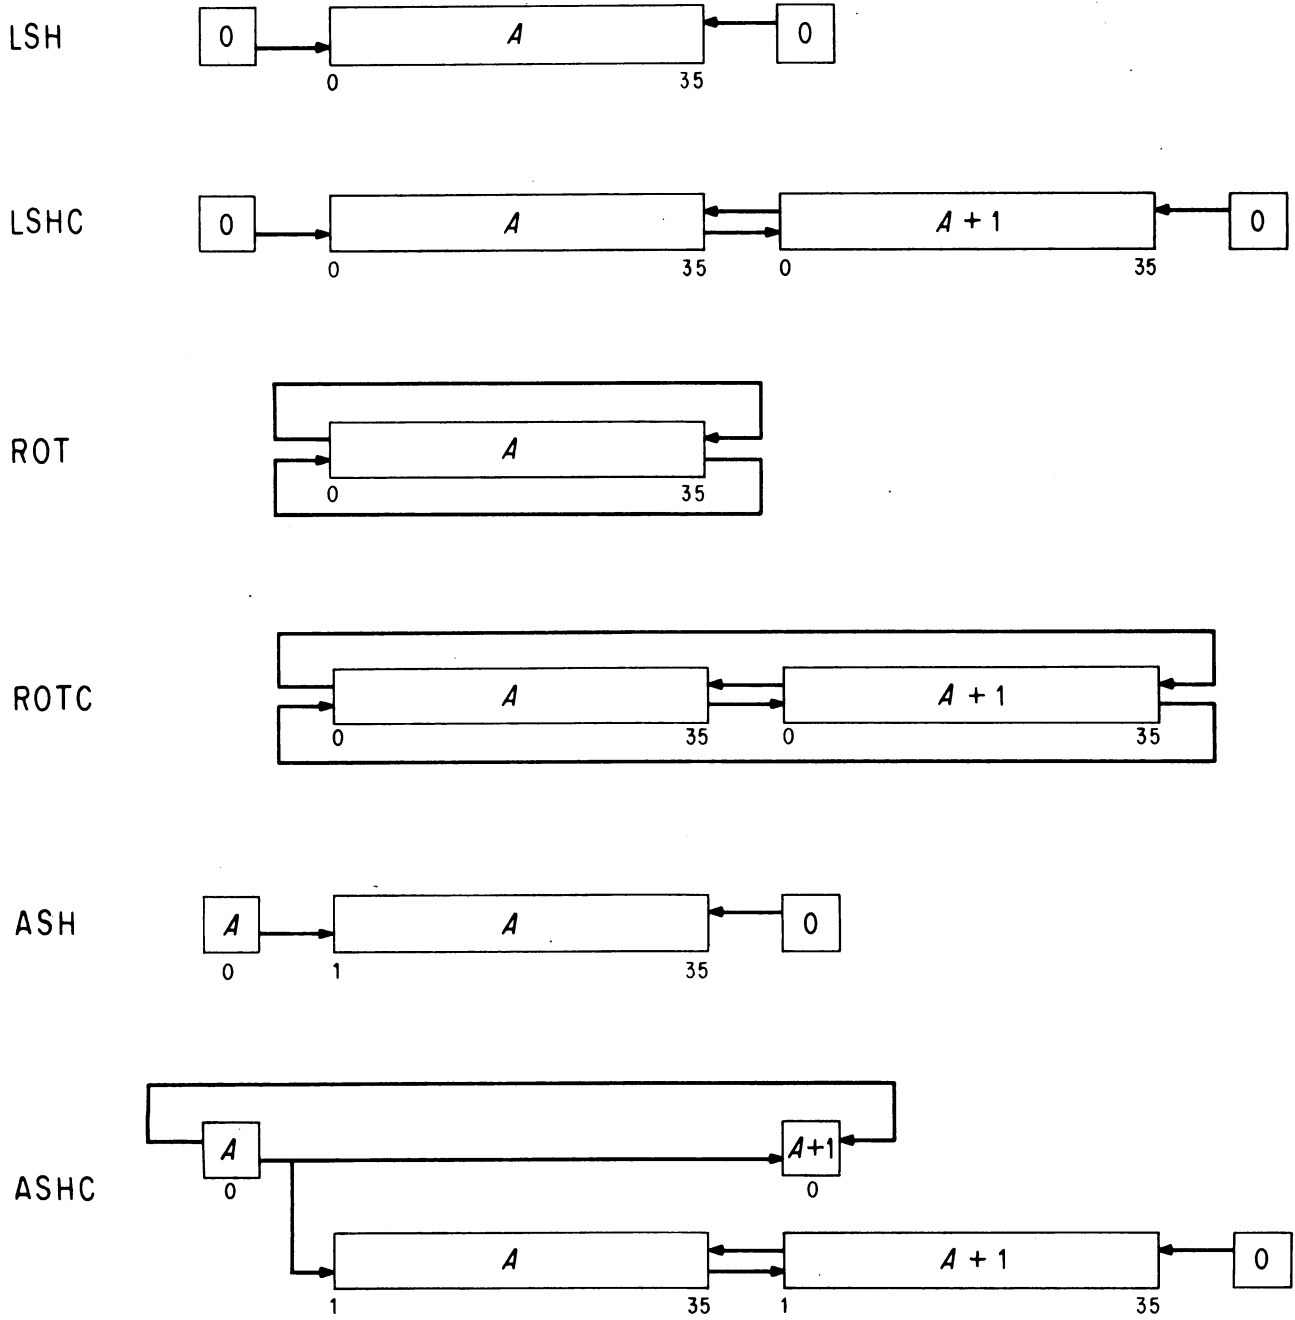 LSH 0 A 0
0 35
LSHC 0 A A + 1 0
0 35 0 35
ROT A
0 35
ROTC A A + 1
0 35 0 35
ASH A A 0
0 1 35
A A+1
ASHC 0 0
A A + 1 0
1 35 1 35